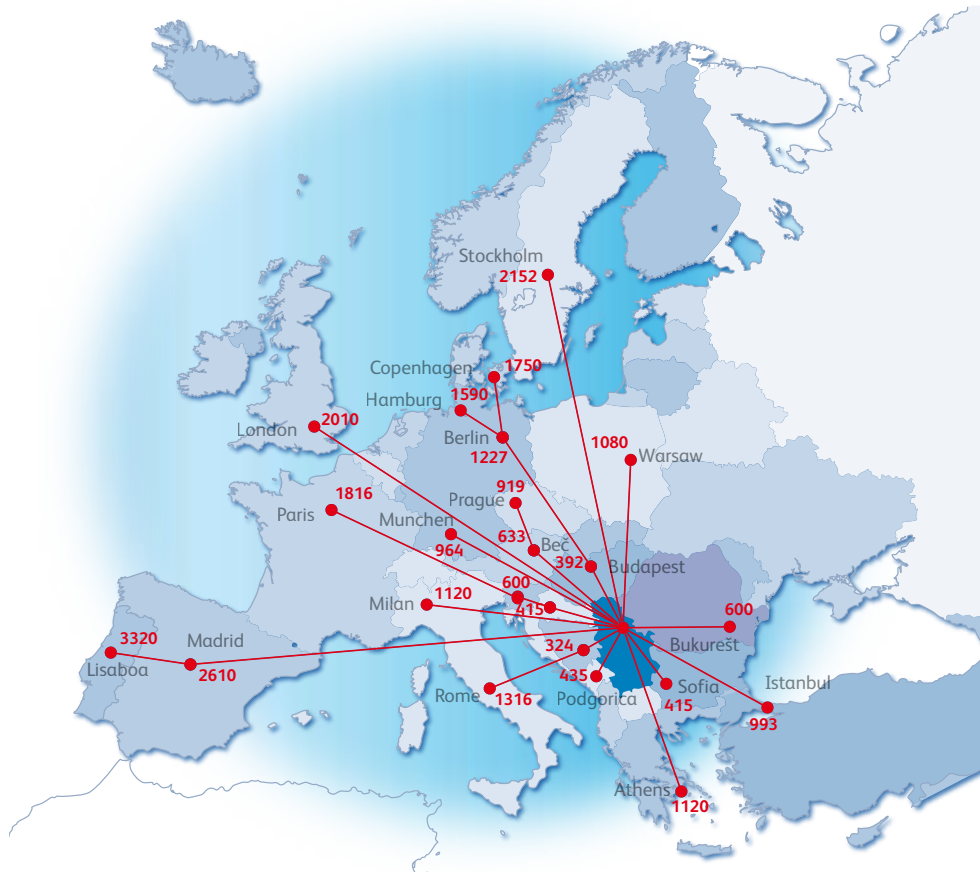 Stockholm
2152
Copenhagen
1750
Hamburg
1590
London
2010
Berlin
1227
1080
Warsaw
919
Prague
1816
Paris
Munchen
964
633
Beč
392
Budapest
600
1120
Milan
415
600
3320
Madrid
Lisaboa
2610
324
Bukurešt
435
Podgorica
Sofia
415
Istanbul
993
Rome
1316
Athens
1120